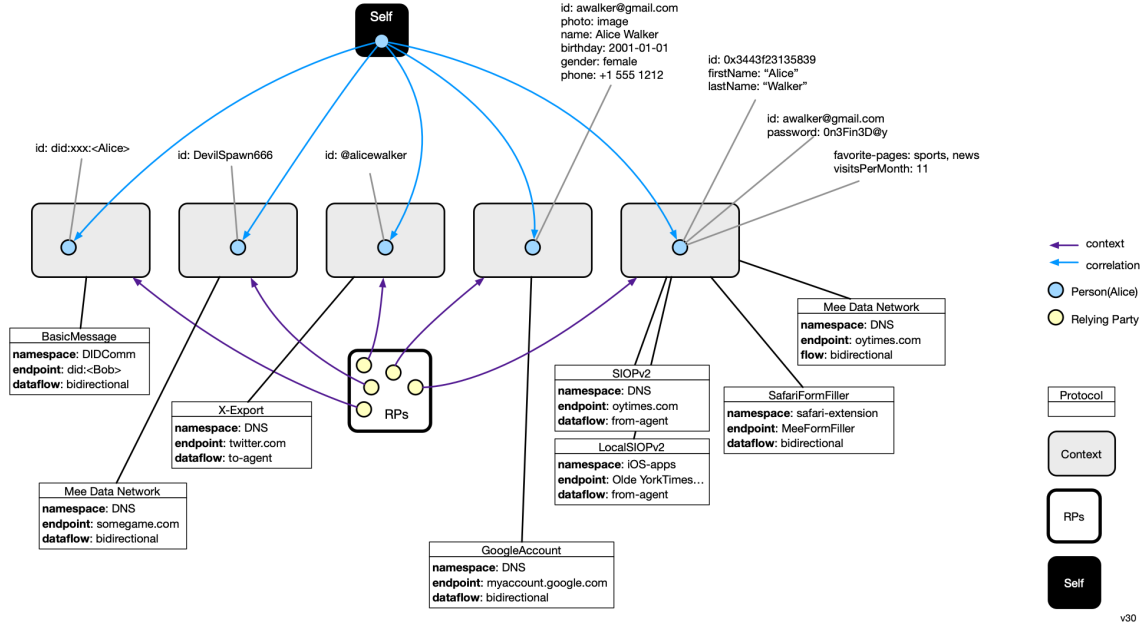 Self
id: awalker@gmail.com
photo: image
name: Alice Walker
birthday: 2001-01-01
gender: female
phone: +1 555 1212
id: 0x3443f23135839
firstName: “Alice”
lastName: “Walker”
id: awalker@gmail.com
password: 0n3Fin3D@y
favorite-pages: sports, news
visitsPerMonth: 11
id: did:xxx:<Alice>
id: DevilSpawn666
id: @alicewalker
context
correlation
Person(Alice)
Relying Party
BasicMessage
namespace: DIDComm
endpoint: did:<Bob>
dataflow: bidirectional
X-Export
namespace: DNS
endpoint: twitter.com
dataflow: to-agent
Mee Data Network
namespace: DNS
endpoint: somegame.com
dataflow: bidirectional
RPs
GoogleAccount
namespace: DNS
endpoint: myaccount.google.com
dataflow: bidirectional
SIOPv2
namespace: DNS
endpoint: oytimes.com
dataflow: from-agent
LocalSIOPv2
namespace: iOS-apps
endpoint: Olde YorkTimes...
dataflow: from-agent
SafariFormFiller
namespace: safari-extension
endpoint: MeeFormFiller
dataflow: bidirectional
Mee Data Network
namespace: DNS
endpoint: oytimes.com
flow: bidirectional
Protocol
Context
RPs
Self
v30